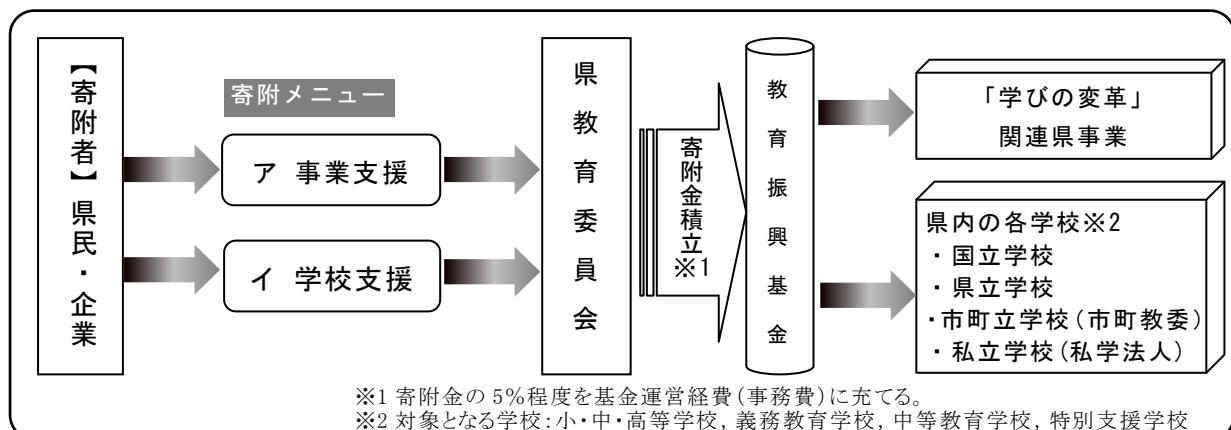 【寄附者】県民・企業
寄附メニュー
ア 事業支援
イ 学校支援
県教育委員会
寄附金積立
※1
教育振興基金
「学びの変革」
関連県事業
県内の各学校※2
・国立学校
・県立学校
・市町立学校(市町教委)
・私立学校(私学法人)
※1 寄附金の5%程度を基金運営経費(事務費)に充てる。
※2 対象となる学校:小・中・高等学校, 義務教育学校, 中等教育学校, 特別支援学校